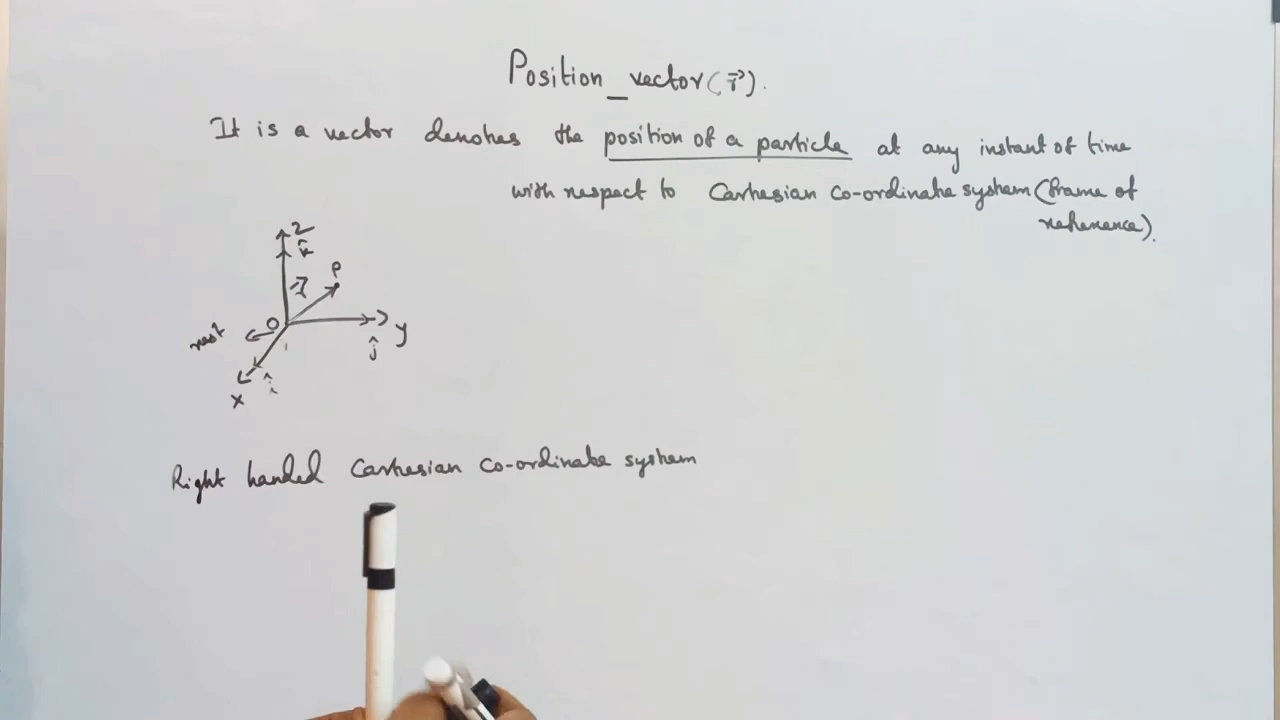 Position_vector(r⃗).
It is a vector denotes the position of a particle at any instant of time
with respect to Cartesian co-ordinate system (frame of
reference).
Z
k̂
P
r⃗
O
rest
y
ĵ
î
x
Right handed Cartesian co-ordinate system